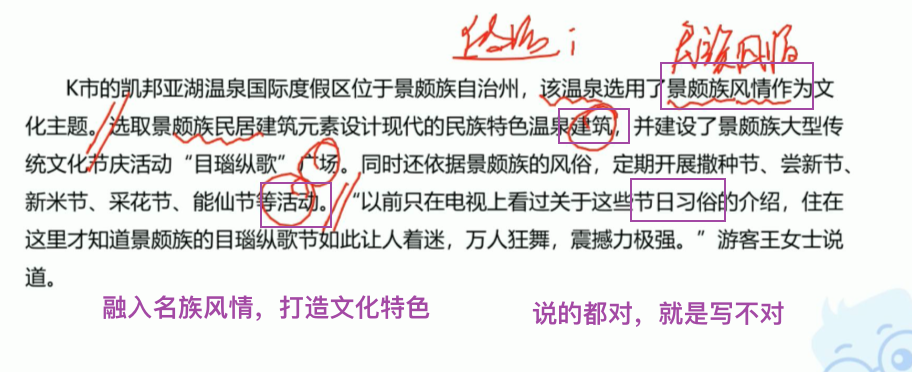 民族风情
K市的凯邦亚湖温泉国际度假区位于景颇族自治州，该温泉选用了景颇族风情作为文
化主题。选取景颇族民居建筑元素设计现代的民族特色温泉建筑，并建设了景颇族大型传
统文化节庆活动“目瑙纵歌”广场。同时还依据景颇族的风俗，定期开展撒种节、尝新节、
新米节、采花节、能仙节等活动。“以前只在电视上看过关于这些节日习俗的介绍，住在
这里才知道景颇族的目瑙纵歌节如此让人着迷，万人狂舞，震撼力极强。”游客王女士说
道。
融入名族风情，打造文化特色
说的都对，就是写不对